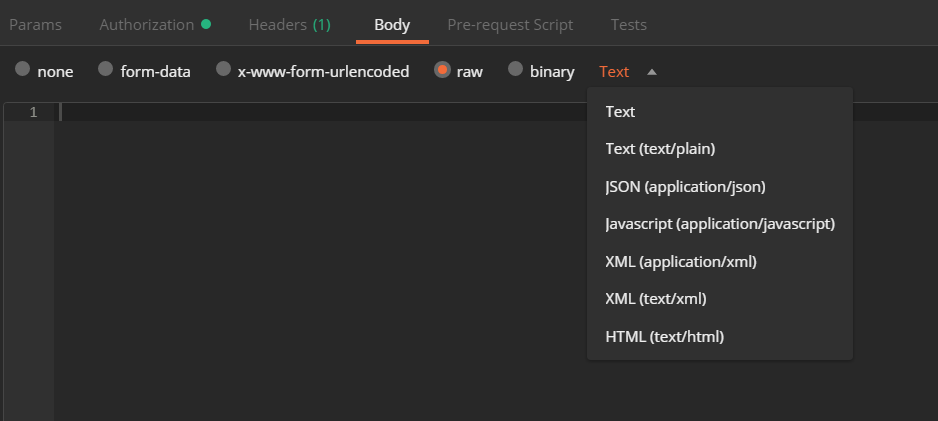 Params Authorization Headers (1) Body Pre-request Script Tests
none form-data x-www-form-urlencoded raw binary Text
1
Text
Text (text/plain)
JSON (application/json)
Javascript (application/javascript)
XML (application/xml)
XML (text/xml)
HTML (text/html)